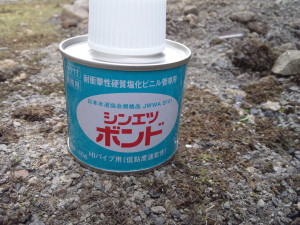 耐衝撃性硬質塩化ビニル管専用
日本水道協会規格品 JWWA S101
シンエツ
ボンド
HIパイプ用(低粘度速乾性)